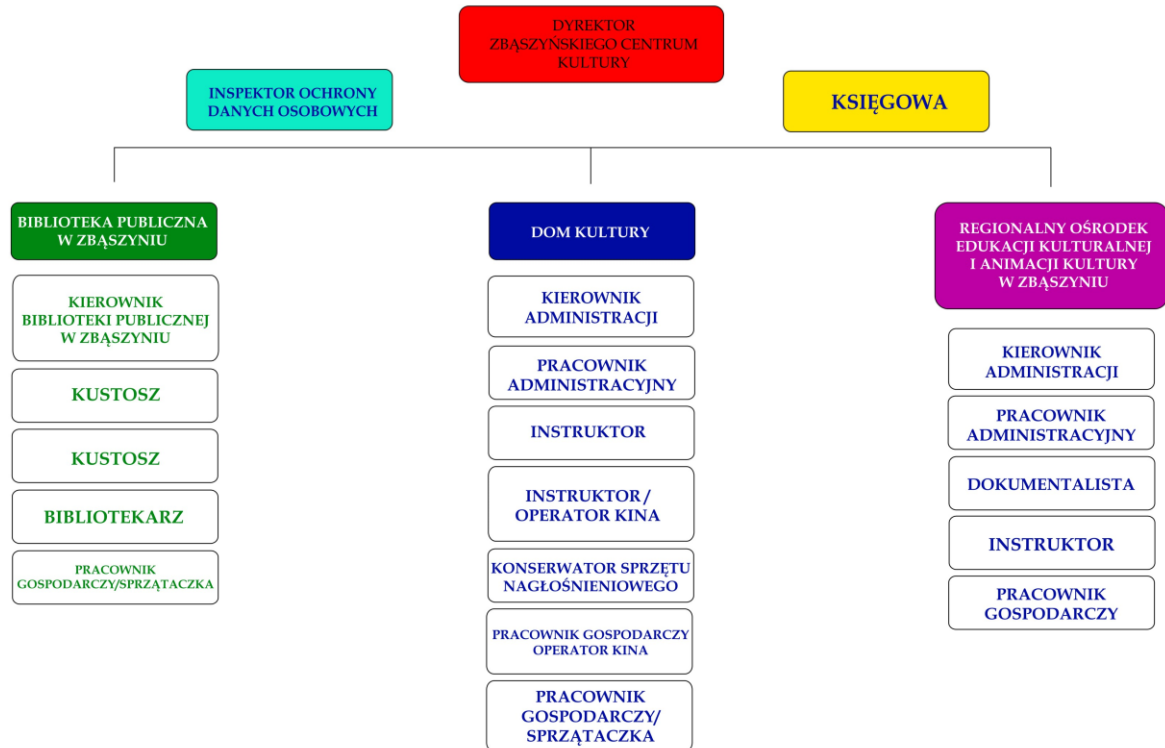 DYREKTOR
ZBĄSZYŃSKIEGO CENTRUM
KULTURY
INSPEKTOR OCHRONY
DANYCH OSOBOWYCH
KSIĘGOWA
BIBLIOTEKA PUBLICZNA
W ZBĄSZYNIU
KIEROWNIK
BIBLIOTEKI PUBLICZNEJ
W ZBĄSZYNIU
KUSTOSZ
KUSTOSZ
BIBLIOTEKARZ
PRACOWNIK
GOSPODARCZY/SPRZĄTACZKA
DOM KULTURY
KIEROWNIK
ADMINISTRACJI
PRACOWNIK
ADMINISTRACYJNY
INSTRUKTOR
INSTRUKTOR /
OPERATOR KINA
KONSERWATOR SPRZĘTU
NAGŁOŚNIENIOWEGO
PRACOWNIK GOSPODARCZY
OPERATOR KINA
PRACOWNIK
GOSPODARCZY/
SPRZĄTACZKA
REGIONALNY OŚRODEK
EDUKACJI KULTURALNEJ
I ANIMACJI KULTURY
W ZBĄSZYNIU
KIEROWNIK
ADMINISTRACJI
PRACOWNIK
ADMINISTRACYJNY
DOKUMENTALISTA
INSTRUKTOR
PRACOWNIK
GOSPODARCZY